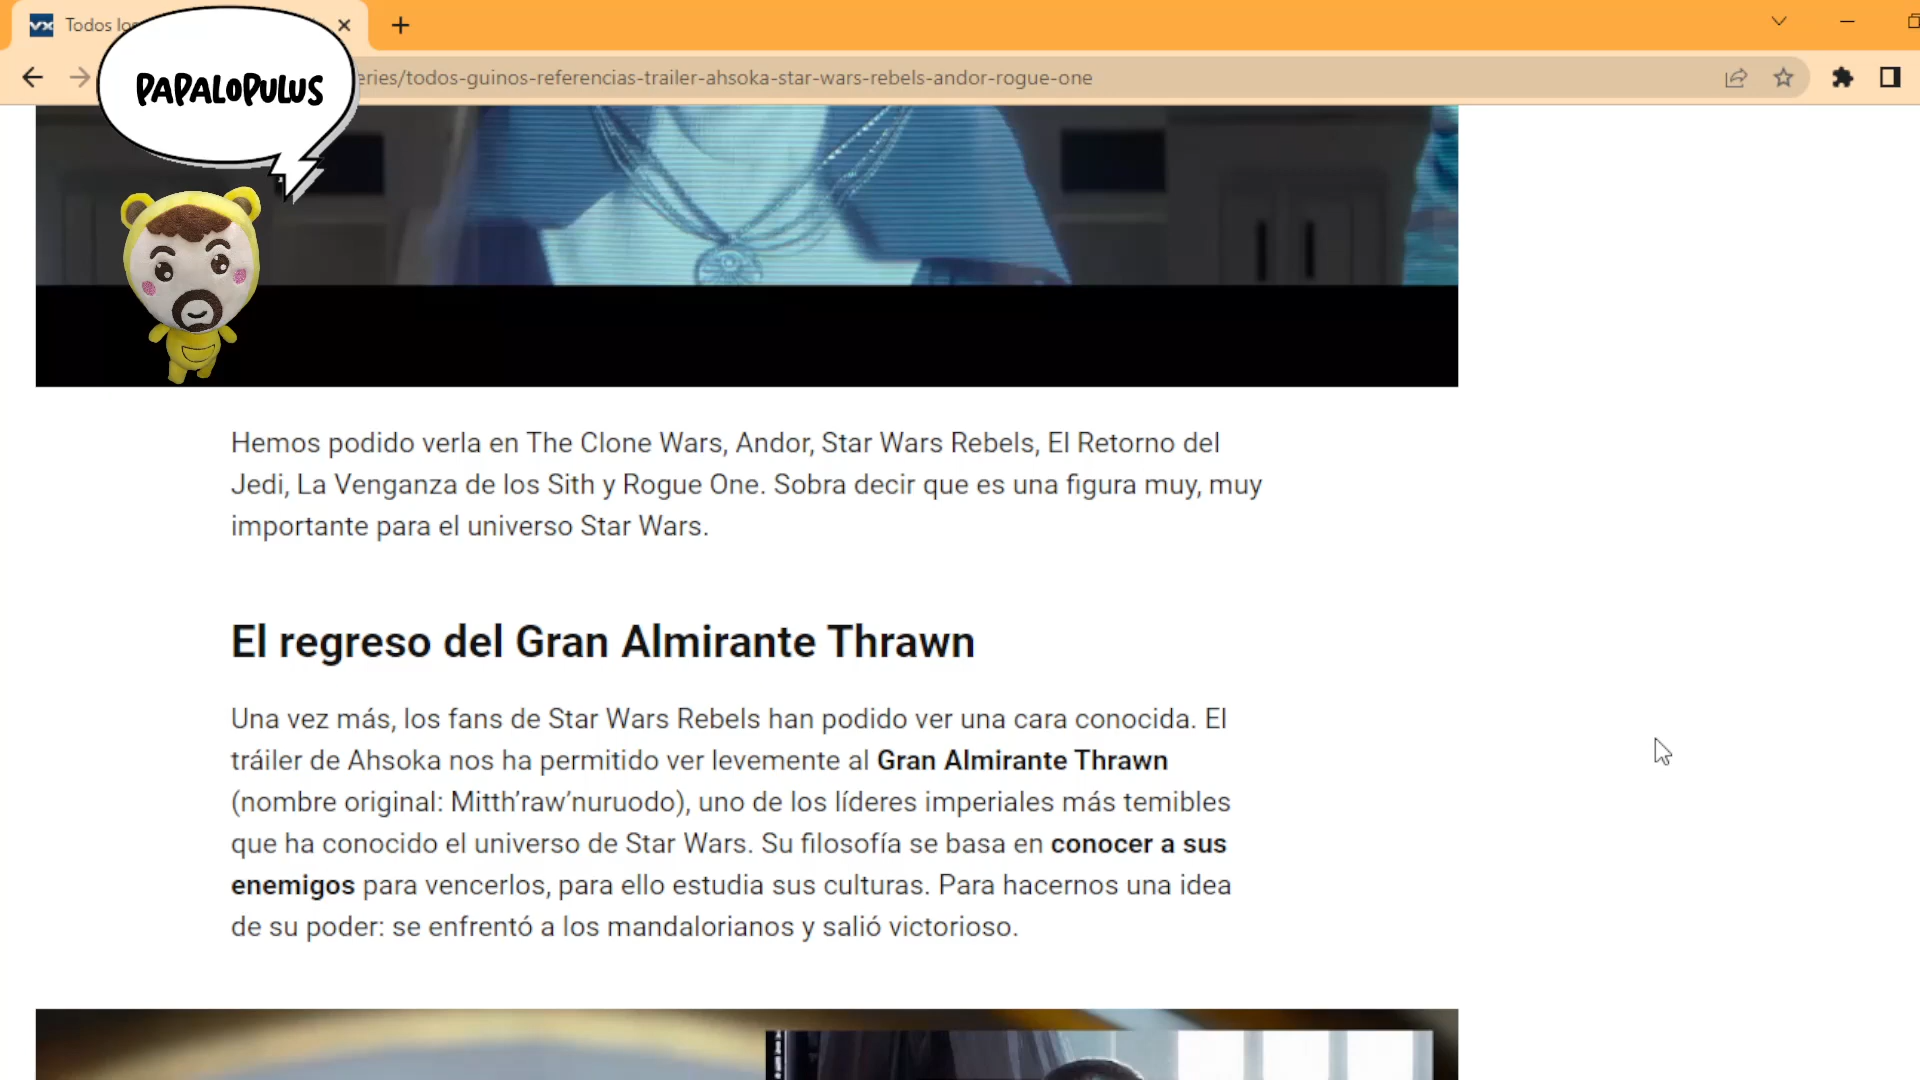 Todos lo
PAPALOPULUS
eries/todos-guinos-referencias-trailer-ahsoka-star-wars-rebels-andor-rogue-one
Hemos podido verla en The Clone Wars, Andor, Star Wars Rebels, El Retorno del
Jedi, La Venganza de los Sith y Rogue One. Sobra decir que es una figura muy, muy
importante para el universo Star Wars.
El regreso del Gran Almirante Thrawn
Una vez más, los fans de Star Wars Rebels han podido ver una cara conocida. El
tráiler de Ahsoka nos ha permitido ver levemente al Gran Almirante Thrawn
(nombre original: Mitth’raw’nuruodo), uno de los líderes imperiales más temibles
que ha conocido el universo de Star Wars. Su filosofía se basa en conocer a sus
enemigos para vencerlos, para ello estudia sus culturas. Para hacernos una idea
de su poder: se enfrentó a los mandalorianos y salió victorioso.